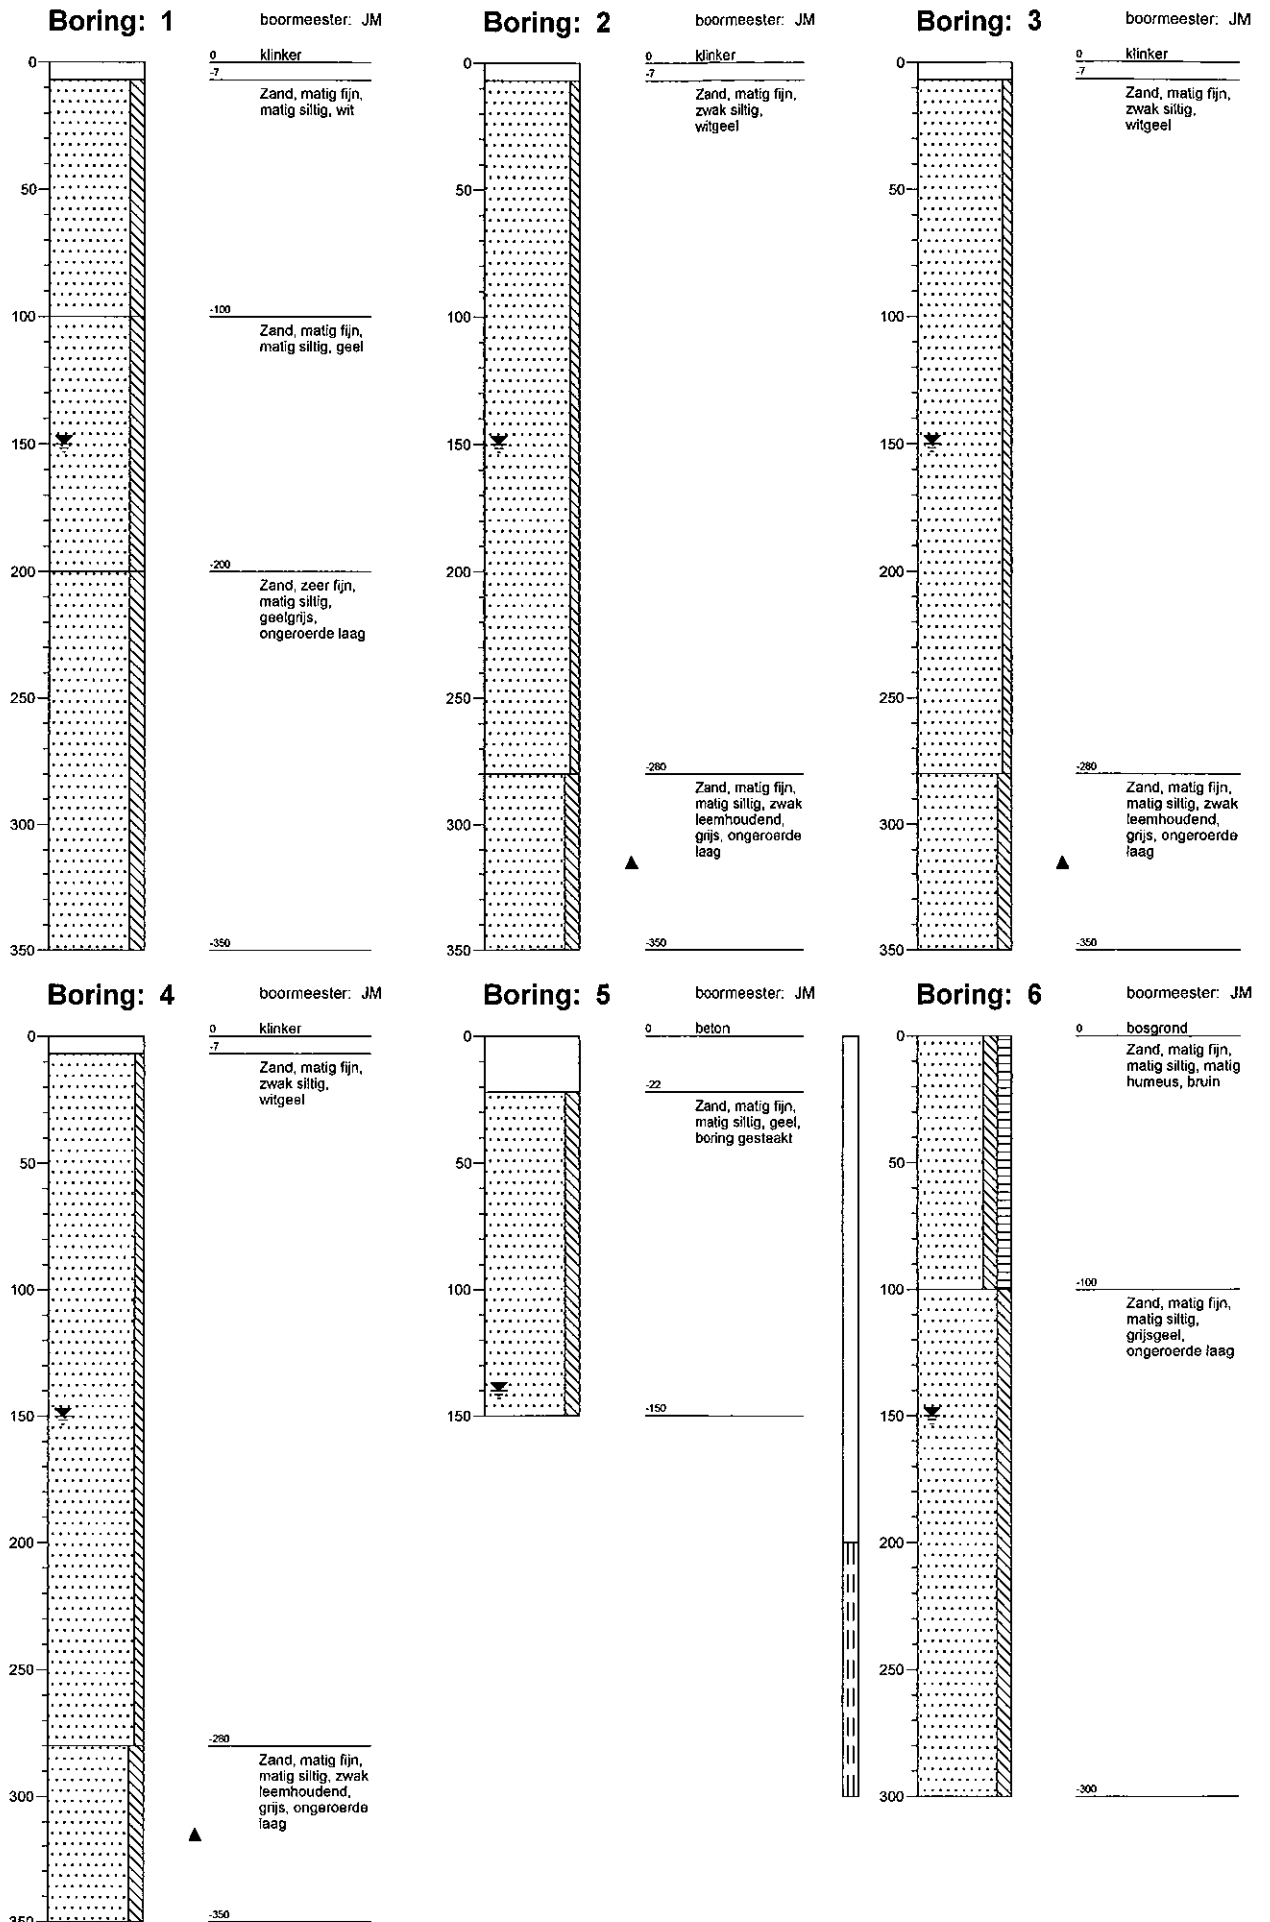 Boring: 1
boormeester: JM
0 klinker
-7
Zand, matig fijn,
matig siltig, wit
-100
Zand, matig fijn,
matig siltig, geel
-200
Zand, zeer fijn,
matig siltig,
geelgrijs,
ongeroerde laag
-350
0
50
100
150
200
250
300
350
Boring: 2
boormeester: JM
0 klinker
-7
Zand, matig fijn,
zwak siltig,
witgeel
-280
Zand, matig fijn,
matig siltig, zwak
leemhoudend,
grijs, ongeroerde
laag
-350
0
50
100
150
200
250
300
350
Boring: 3
boormeester: JM
0 klinker
-7
Zand, matig fijn,
zwak siltig,
witgeel
-280
Zand, matig fijn,
matig siltig, zwak
leemhoudend,
grijs, ongeroerde
laag
-350
0
50
100
150
200
250
300
350
Boring: 4
boormeester: JM
0 klinker
-7
Zand, matig fijn,
zwak siltig,
witgeel
-280
Zand, matig fijn,
matig siltig, zwak
leemhoudend,
grijs, ongeroerde
laag
-350
0
50
100
150
200
250
300
350
Boring: 5
boormeester: JM
0 beton
-22
Zand, matig fijn,
matig siltig, geel,
boring gestaakt
-150
0
50
100
150
Boring: 6
boormeester: JM
0 bosgrond
Zand, matig fijn,
matig siltig, matig
humeus, bruin
-100
Zand, matig fijn,
matig siltig,
grijsgeel,
ongeroerde laag
-300
0
50
100
150
200
250
300